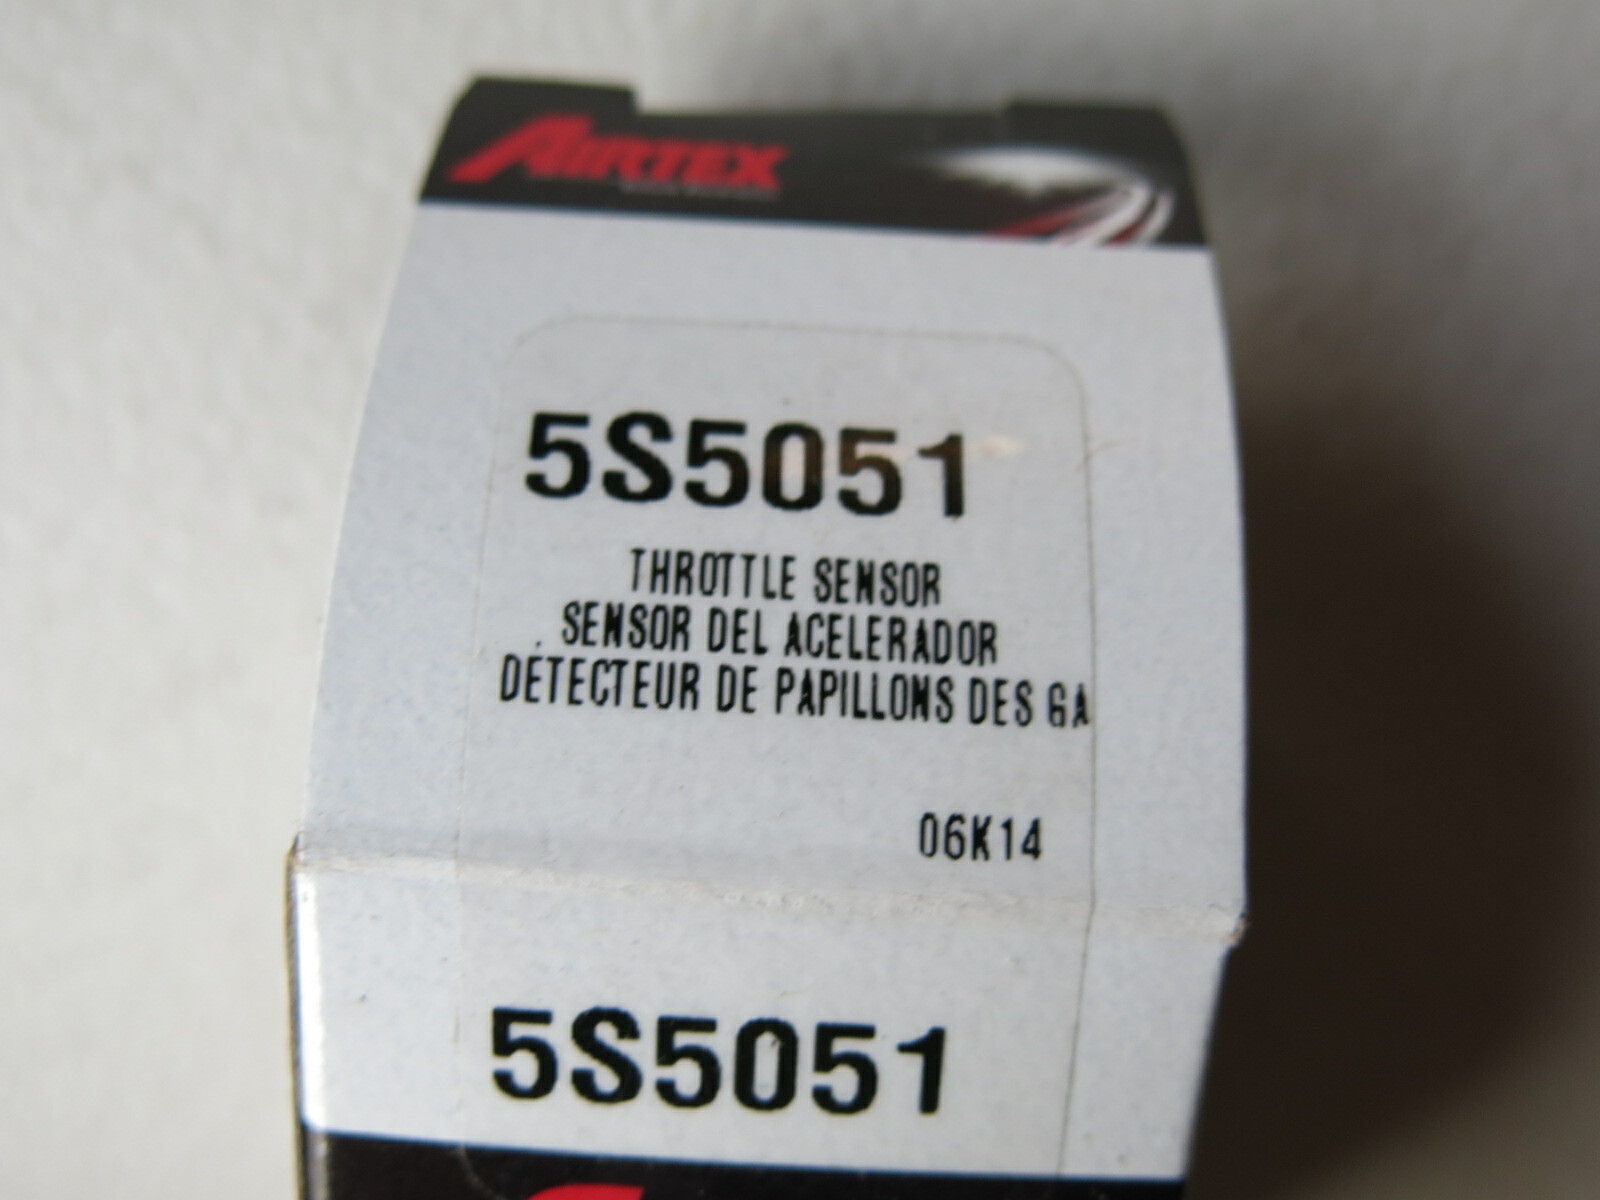 AIRTEX
5S5051
THROTTLE SENSOR
SENSOR DEL ACELERADOR
DETECTEUR DE PAPILLONS DES GA
06K14
5S5051